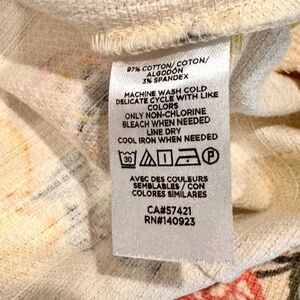 97% COTTON/ COTON/
ALGODON
3% SPANDEX
MACHINE WASH COLD
DELICATE CYCLE WITH LIKE
COLORS
ONLY NON-CHLORINE
BLEACH WHEN NEEDED
LINE DRY
COOL IRON WHEN NEEDED
30 P
AVEC DES COULEURS
SEMBLABLES / CON
COLORES SIMILARES
CA#57421
RN#140923